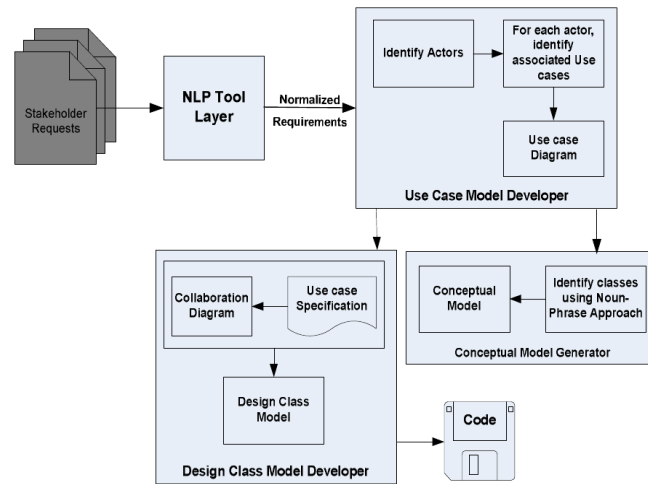 Stakeholder
Requests
NLP Tool
Layer
Normalized
Requirements
Identify Actors
For each actor,
identify
associated Use
cases
Use case
Diagram
Use Case Model Developer
Collaboration
Diagram
Use case
Specification
Design Class
Model
Design Class Model Developer
Conceptual
Model
Identify classes
using Noun-
Phrase Approach
Conceptual Model Generator
Code